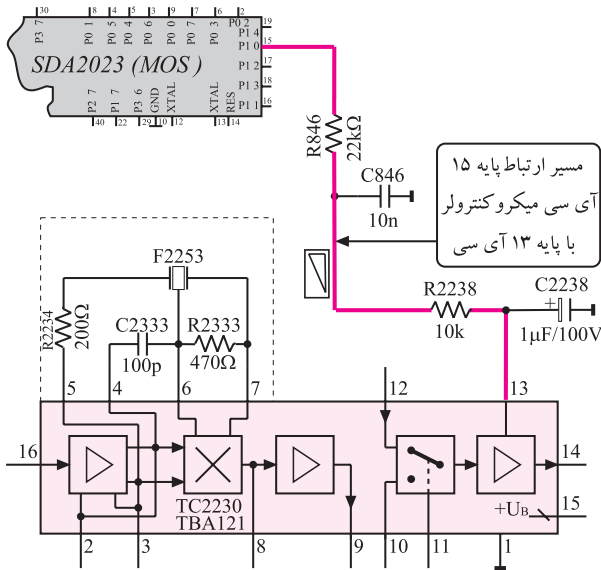 30 8 5 4 3 9 7 6 2
P3 7 P0 1 P0 5 P0 4 P0 6 P0 0 P0 7 P0 3 P0 2
19
P1 4
15
P1 0
SDA2023 (MOS)
17
P1 2
18
P1 3
16
P1 1
P2 7 P1 7 P3 6 GND XTAL XTAL RES
40 22 29 10 12 13 14
R846
22kΩ
C846
10n
مسیر ارتباط پایه ۱۵
آی سی میکروکنترولر
با پایه ۱۳ آی سی
F2253
R2234
200Ω
C2333
100p
R2333
470Ω
R2238
10k
C2238
+
1µF/100V
5 4 6 7 12 13
16
14
TC2230
TBA121
+UB
15
2 3 8 9 10 11 1